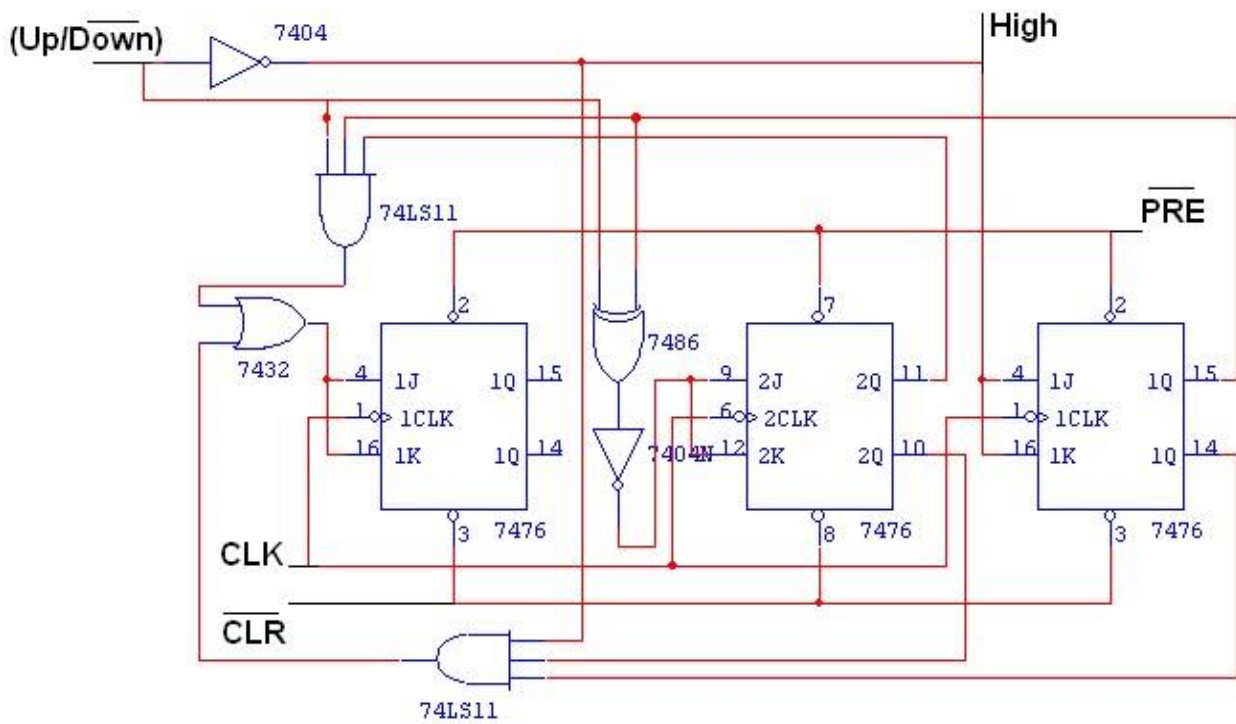 (Up/Down)
7404
High
74LS11
PRE
7432
7486
2
7
2
4
1J
1Q
15
1
1CLK
16
1K
1Q
14
9
2J
2Q
11
6
2CLK
12
2K
2Q
10
4
1J
1Q
15
1
1CLK
16
1K
1Q
14
7404N
3
7476
8
7476
3
7476
CLK
CLR
74LS11